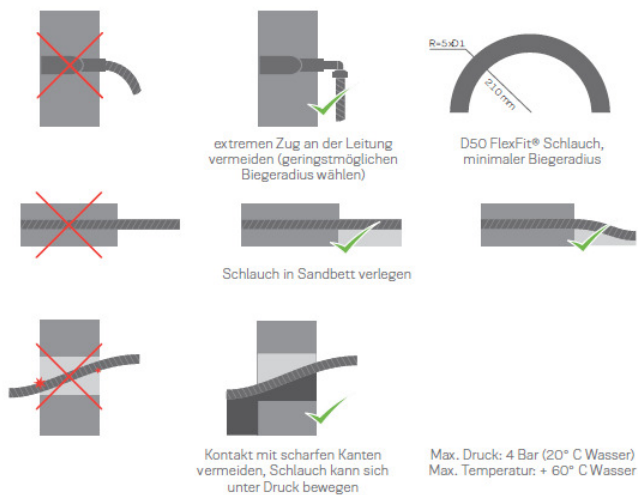 R=5xD1
210 mm
extremen Zug an der Leitung
vermeiden (geringstmöglichen
Biegeradius wählen)
D50 FlexFit® Schlauch,
minimaler Biegeradius
Schlauch in Sandbett verlegen
Kontakt mit scharfen Kanten
vermeiden, Schlauch kann sich
unter Druck bewegen
Max. Druck: 4 Bar (20° C Wasser)
Max. Temperatur: + 60° C Wasser